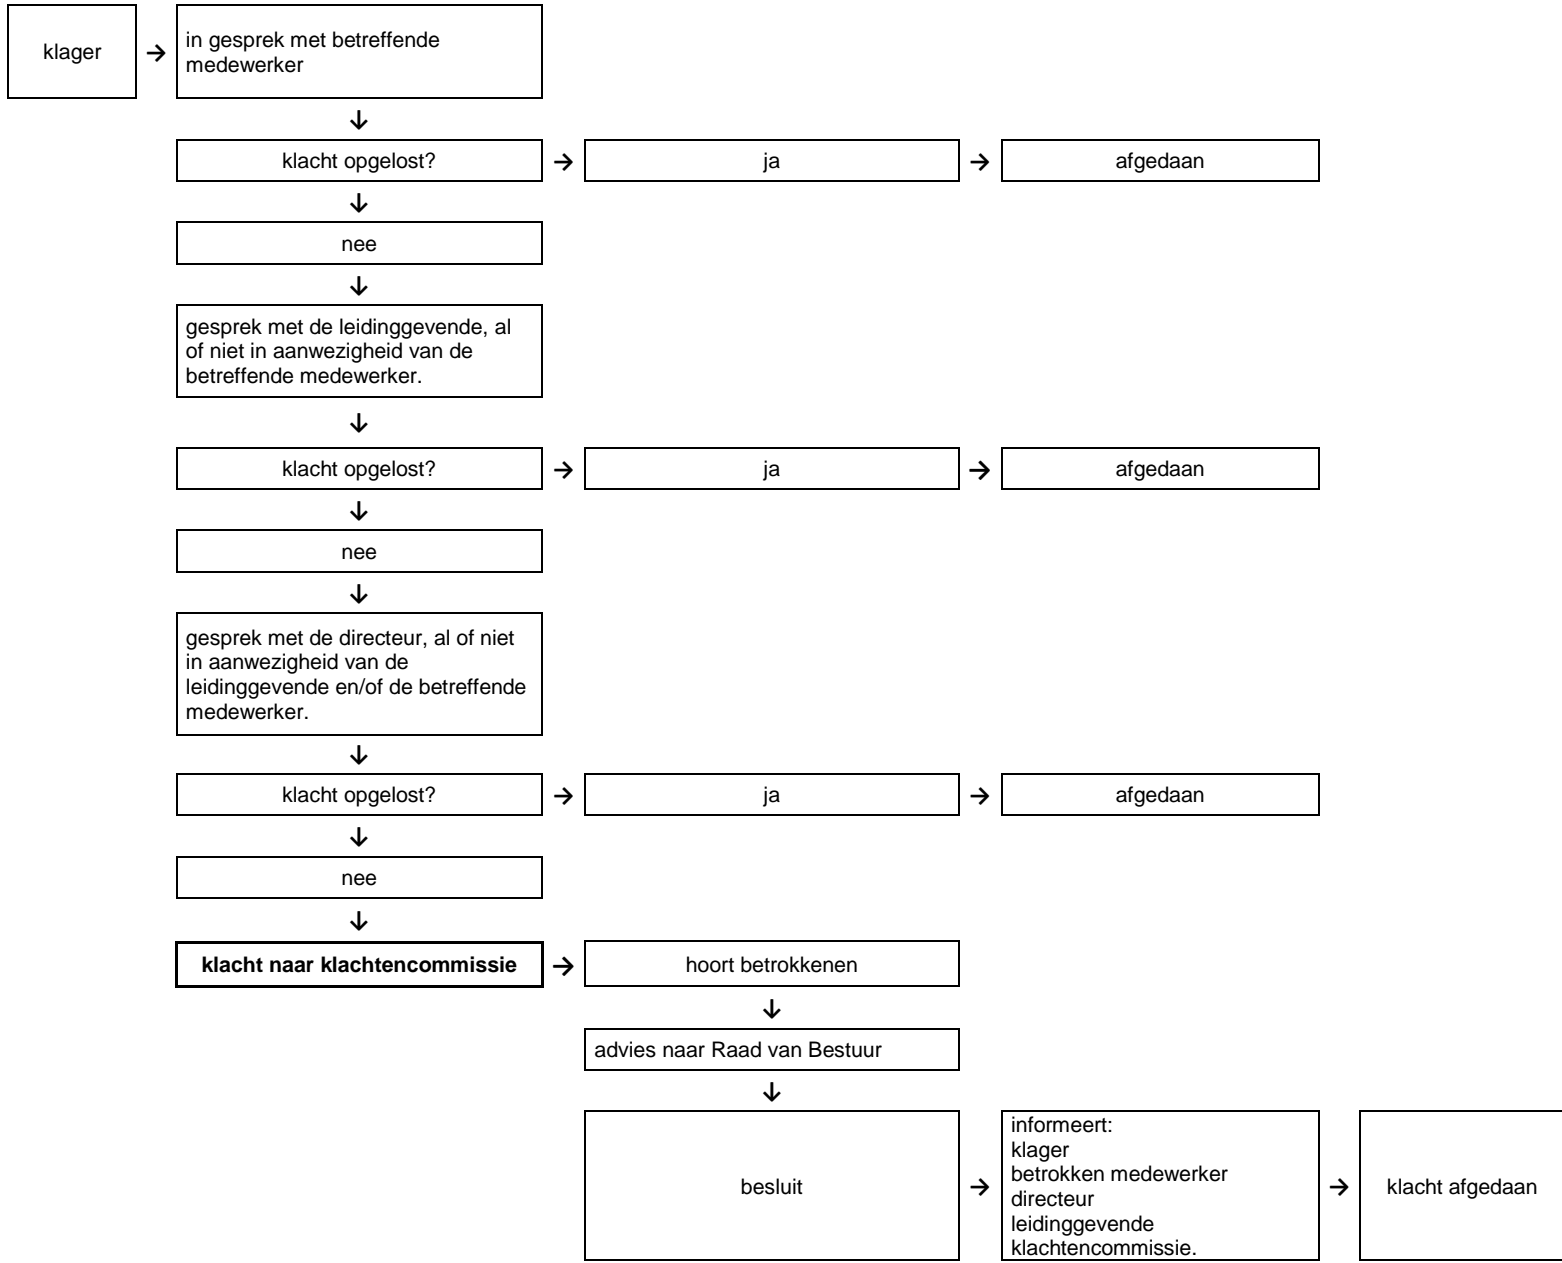 klager
in gesprek met betreffende
medewerker
klacht opgelost?
ja
afgedaan
nee
gesprek met de leidinggevende, al
of niet in aanwezigheid van de
betreffende medewerker.
klacht opgelost?
ja
afgedaan
nee
gesprek met de directeur, al of niet
in aanwezigheid van de
leidinggevende en/of de betreffende
medewerker.
klacht opgelost?
ja
afgedaan
nee
klacht naar klachtencommissie
hoort betrokkenen
advies naar Raad van Bestuur
besluit
informeert:
klager
betrokken medewerker
directeur
leidinggevende
klachtencommissie.
klacht afgedaan